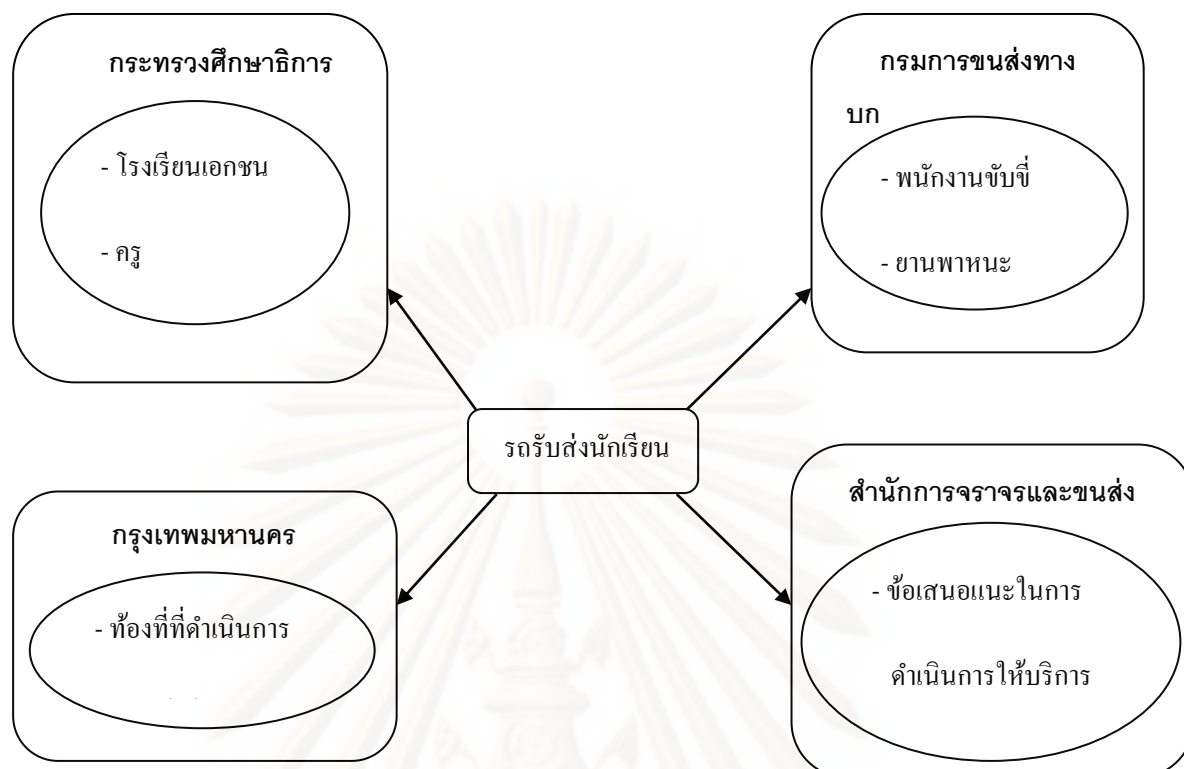 กระทรวงศึกษาธิการ
- โรงเรียนเอกชน
- ครู
กรมการขนส่งทาง
บก
- พนักงานขับขี่
- ยานพาหนะ
รถรับส่งนักเรียน
กรุงเทพมหานคร
- ท้องที่ที่ดำเนินการ
สำนักการจราจรและขนส่ง
- ข้อเสนอแนะในการ
ดำเนินการให้บริการ